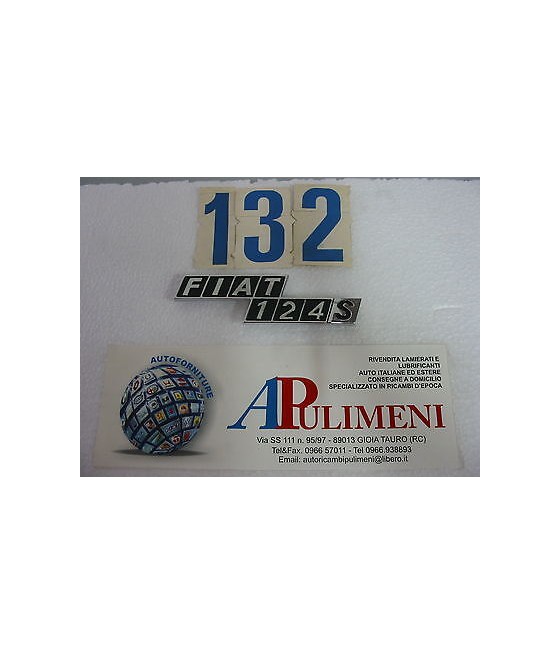 132
FIAT
124S
AUTOFORNITURE
RIVENDITA LAMIERATI E
LUBRIFICANTI
AUTO ITALIANE ED ESTERE
CONSEGNE A DOMICILIO
SPECIALIZZATO IN RICAMBI D'EPOCA
APULIMENI
Via SS 111 n. 95/97 - 89013 GIOIA TAURO (RC)
Tel&Fax. 0966 57011 - Tel 0966.938893
Email: autoricambipulimeni@libero.it